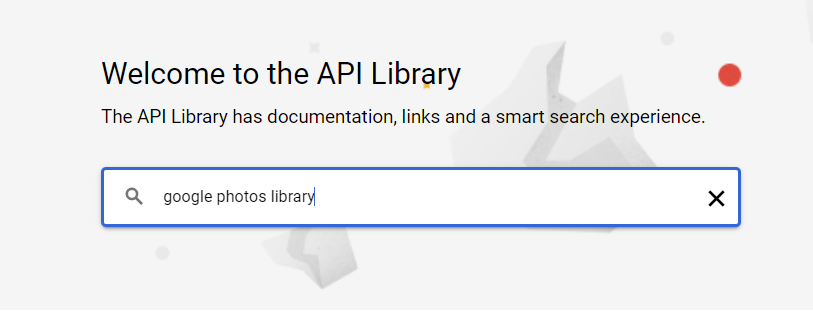 Welcome to the API Library
The API Library has documentation, links and a smart search experience.
google photos library